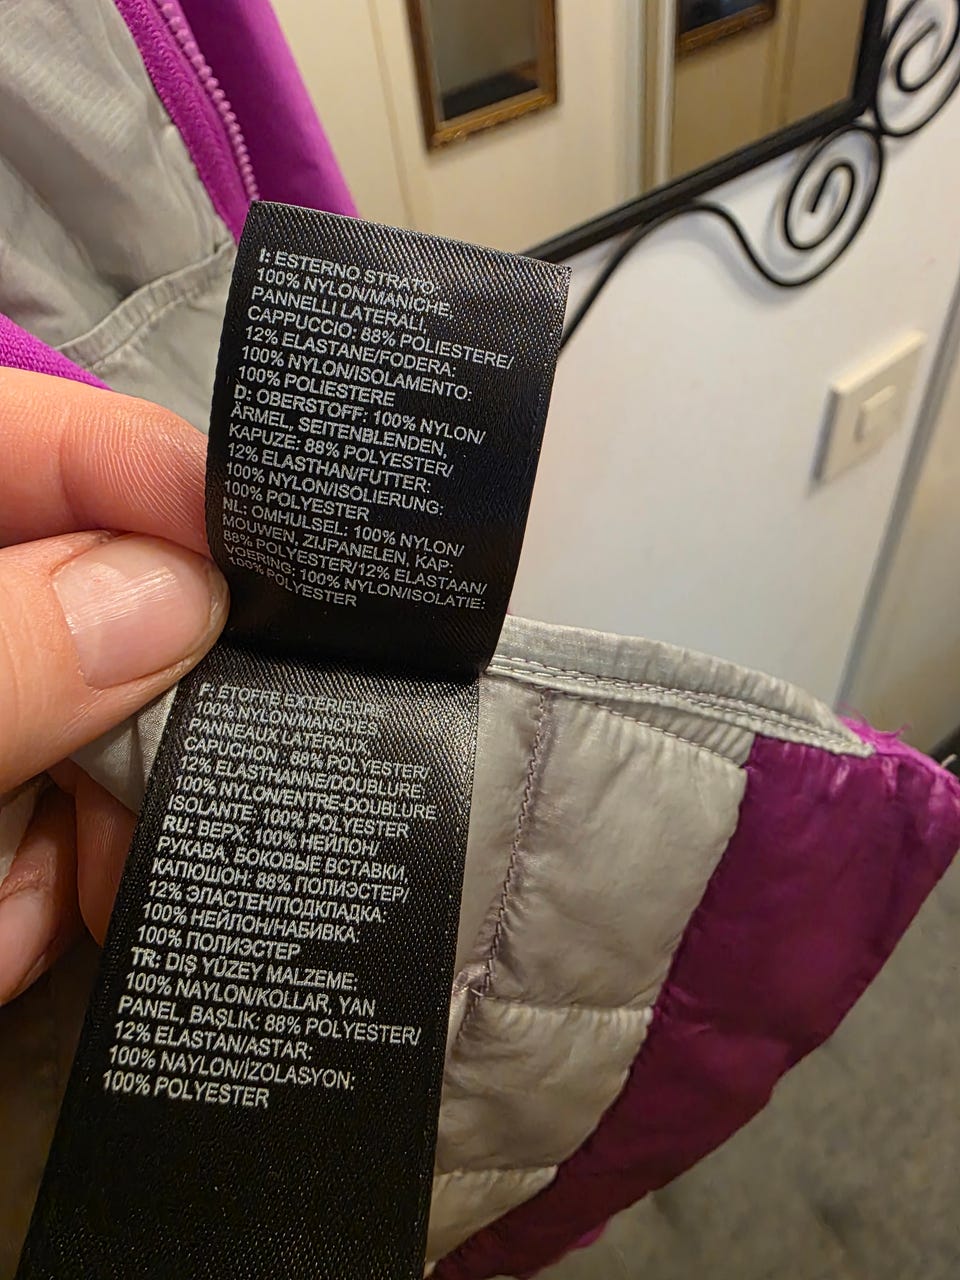 I: ESTERNO STRATO:
100% NYLON/MANICHE,
PANNELLI LATERALI,
CAPPUCCIO: 88% POLIESTERE/
12% ELASTANE/FODERA:
100% NYLON/ISOLAMENTO:
100% POLIESTERE
D: OBERSTOFF: 100% NYLON/
ÄRMEL, SEITENBLENDEN,
KAPUZE: 88% POLYESTER/
12% ELASTHAN/FUTTER:
100% NYLON/ISOLIERUNG:
100% POLYESTER
NL: OMHULSEL: 100% NYLON/
MOUWEN, ZIJPANELEN, KAP:
88% POLYESTER/12% ELASTAAN/
VOERING: 100% NYLON/ISOLATIE:
100% POLYESTER
F: ETOFFE EXTERIEUR:
100% NYLON/MANCHES
PANNEAUX LATERAUX,
CAPUCHON : 88% POLYESTER/
12% ELASTHANNE/DOUBLURE
100% NYLON/ENTRE-DOUBLURE
ISOLANTE: 100% POLYESTER
RU: ВЕРХ: 100% НЕЙЛОН/
РУКАВА, БОКОВЫЕ ВСТАВКИ,
КАПЮШОН: 88% ПОЛИЭСТЕР/
12% ЭЛАСТЕН/ПОДКЛАДКА:
100% НЕЙЛОН/НАБИВКА:
100% ПОЛИЭСТЕР
TR: DIŞ YÜZEY MALZEME:
100% NAYLON/KOLLAR, YAN
PANEL, BAŞLIK: 88% POLYESTER/
12% ELASTAN/ASTAR:
100% NAYLON/İZOLASYON:
100% POLYESTER